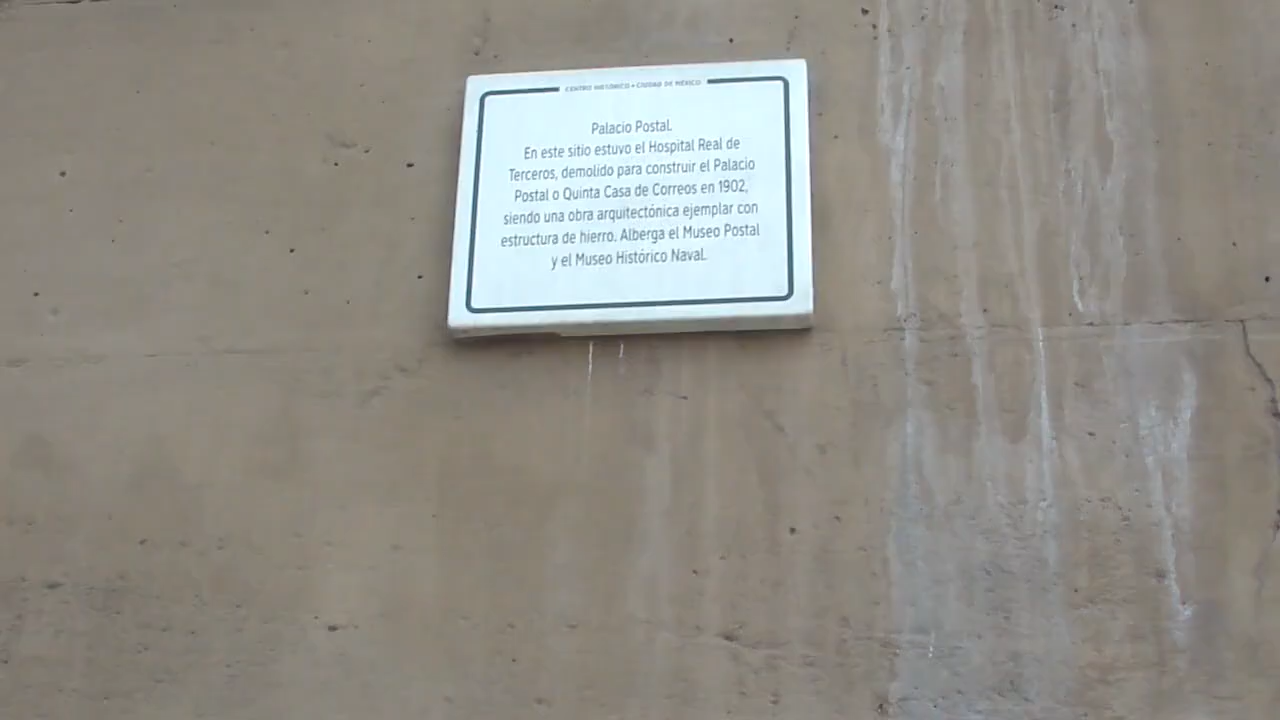 CENTRO HISTÓRICO • CIUDAD DE MÉXICO
Palacio Postal.
En este sitio estuvo el Hospital Real de
Terceros, demolido para construir el Palacio
Postal o Quinta Casa de Correos en 1902,
siendo una obra arquitectónica ejemplar con
estructura de hierro. Alberga el Museo Postal
y el Museo Histórico Naval.